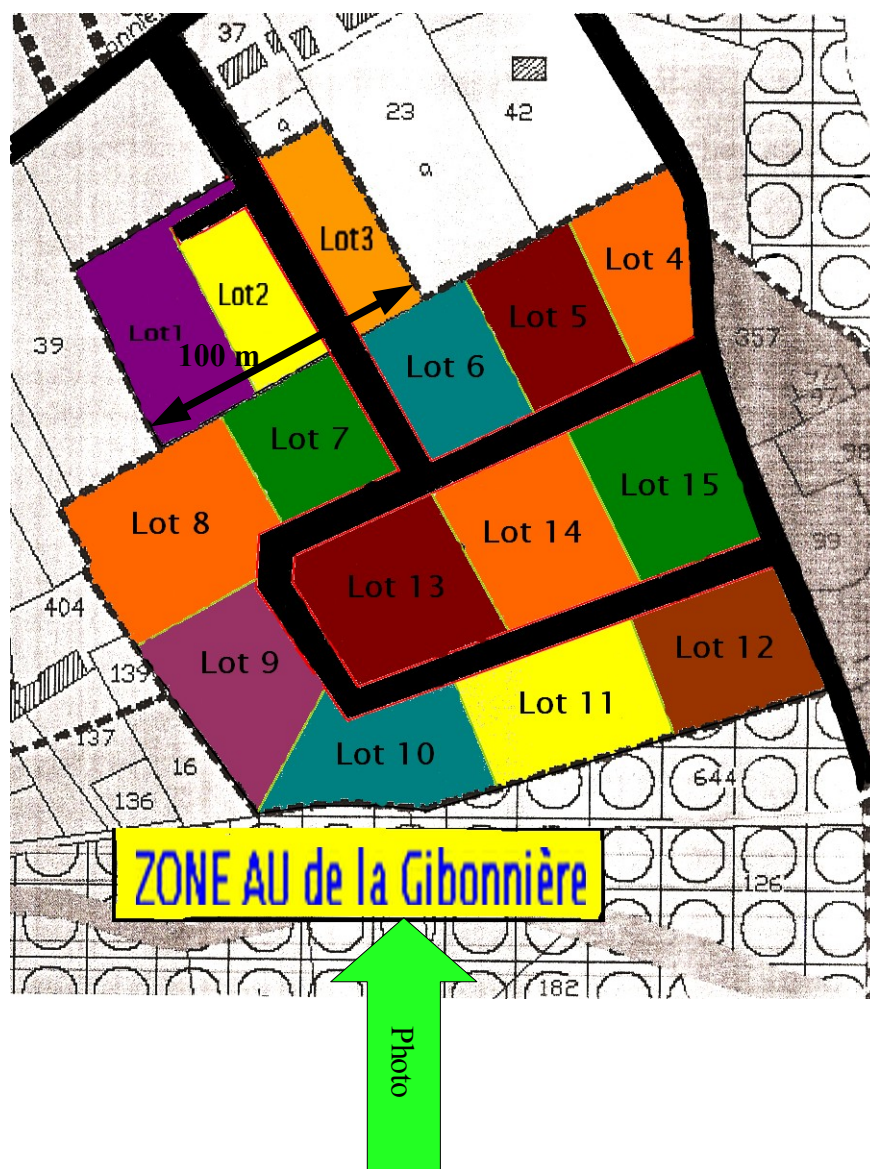 37
23
42
a
a
Lot3
Lot 4
Lot2
Lot 5
Lot1
39
100 m
357
Lot 6
Lot 7
Lot 15
Lot 8
Lot 14
99
Lot 13
404
Lot 9
Lot 12
139
Lot 11
137
16
Lot 10
644
136
ZONE AU de la Gibonnière
126
182
Photo